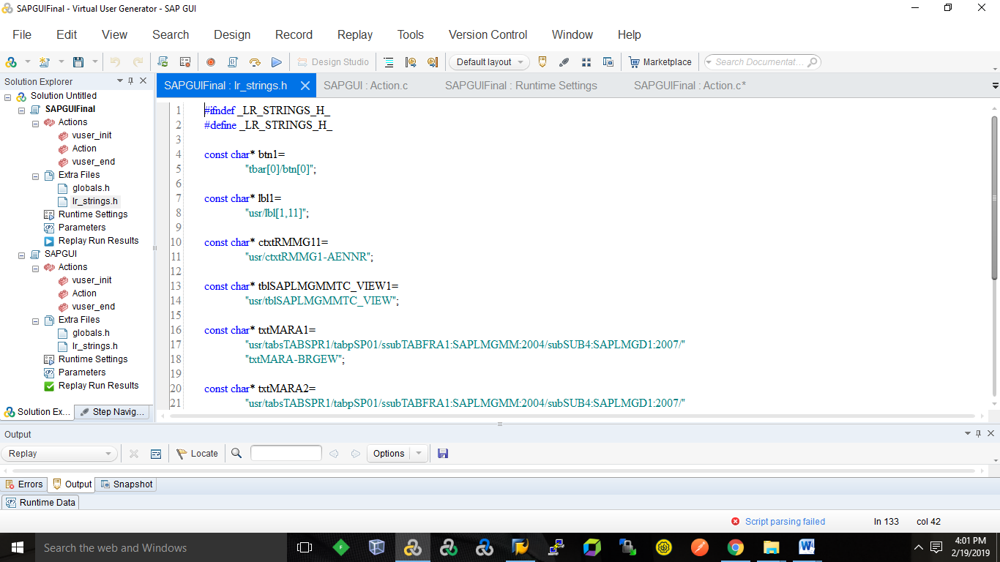 SAPGUIFinal - Virtual User Generator - SAP GUI
File Edit View Search Design Record Replay Tools Version Control Window Help
Design Studio Default layout Marketplace Search Documentat...
Solution Explorer
Solution Untitled
SAPGUIFinal
Actions
vuser_init
Action
vuser_end
Extra Files
globals.h
lr_strings.h
Runtime Settings
Parameters
Replay Run Results
SAPGUI
Actions
vuser_init
Action
vuser_end
Extra Files
globals.h
lr_strings.h
Runtime Settings
Parameters
Replay Run Results
Solution Ex... Step Navig...
SAPGUIFinal : lr_strings.h SAPGUI : Action.c SAPGUIFinal : Runtime Settings SAPGUIFinal : Action.c*
1 #ifndef _LR_STRINGS_H_
2 #define _LR_STRINGS_H_
3
4 const char* btn1=
5 "tbar[0]/btn[0]";
6
7 const char* lbl1=
8 "usr/lbl[1,11]";
9
10 const char* ctxtRMMG11=
11 "usr/ctxtRMMG1-AENNR";
12
13 const char* tblSAPLMGMMTC_VIEW1=
14 "usr/tblSAPLMGMMTC_VIEW";
15
16 const char* txtMARA1=
17 "usr/tabsTABSPR1/tabpSP01/ssubTABFRA1:SAPLMGMM:2004/subSUB4:SAPLMGD1:2007/"
18 "txtMARA-BRGEW";
19
20 const char* txtMARA2=
21 "usr/tabsTABSPR1/tabpSP01/ssubTABFRA1:SAPLMGMM:2004/subSUB4:SAPLMGD1:2007/"
Output
Replay Locate Options
Errors Output Snapshot
Runtime Data
Script parsing failed ln 133 col 42
Search the web and Windows
4:01 PM
2/19/2019